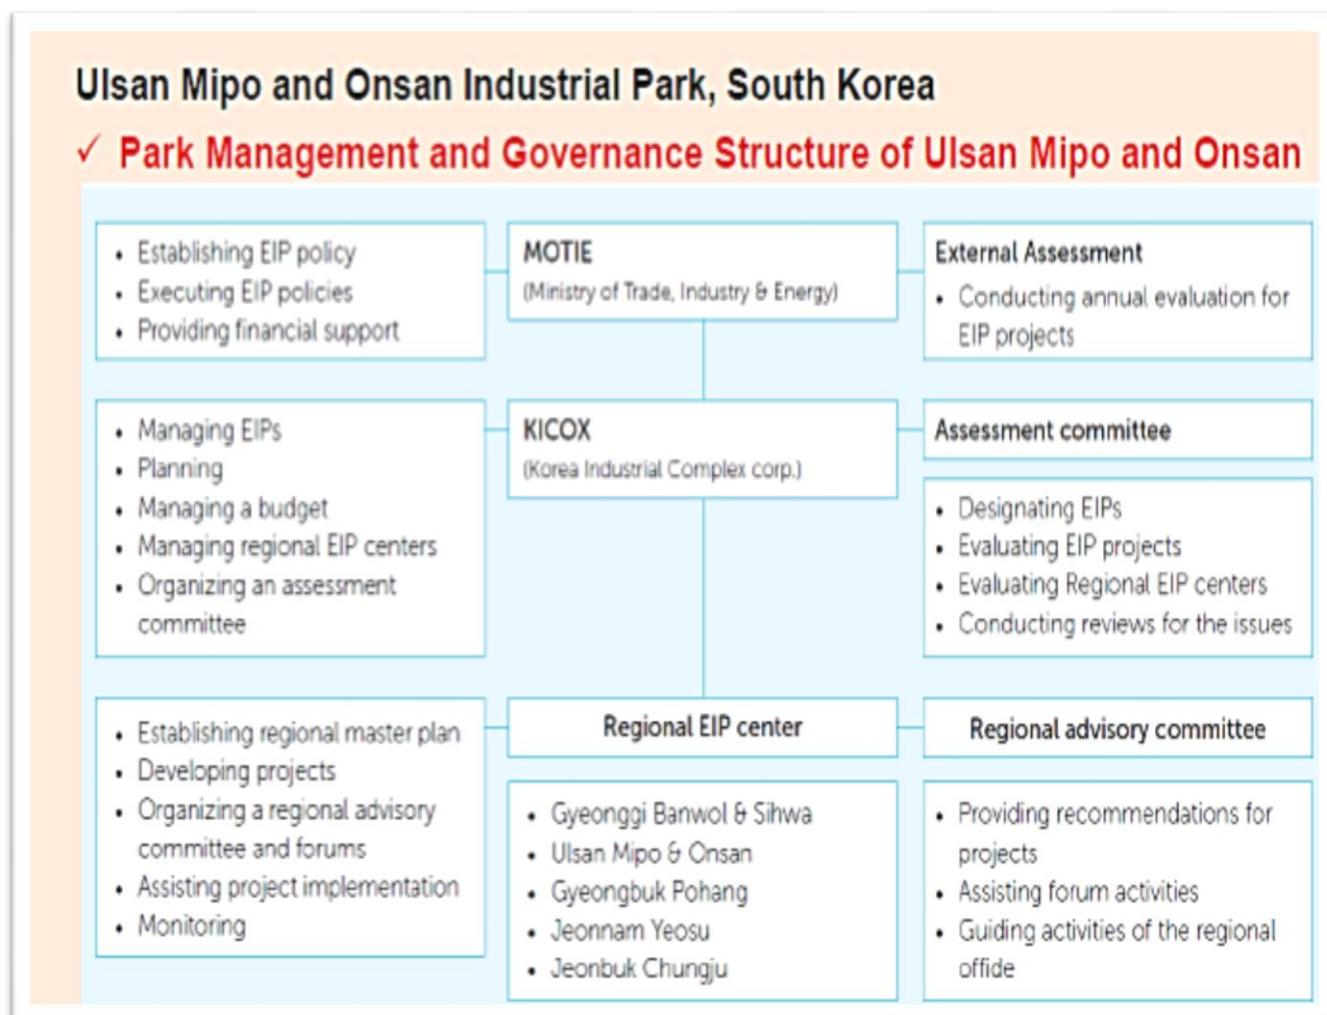 Ulsan Mipo and Onsan Industrial Park, South Korea
✓ Park Management and Governance Structure of Ulsan Mipo and Onsan
• Establishing EIP policy
• Executing EIP policies
• Providing financial support
MOTIE
(Ministry of Trade, Industry & Energy)
External Assessment
• Conducting annual evaluation for
EIP projects
• Managing EIPs
• Planning
• Managing a budget
• Managing regional EIP centers
• Organizing an assessment
committee
KICOX
(Korea Industrial Complex corp.)
Assessment committee
• Designating EIPs
• Evaluating EIP projects
• Evaluating Regional EIP centers
• Conducting reviews for the issues
• Establishing regional master plan
• Developing projects
• Organizing a regional advisory
committee and forums
• Assisting project implementation
• Monitoring
Regional EIP center
• Gyeonggi Banwol & Sihwa
• Ulsan Mipo & Onsan
• Gyeongbuk Pohang
• Jeonnam Yeosu
• Jeonbuk Chungju
Regional advisory committee
• Providing recommendations for
projects
• Assisting forum activities
• Guiding activities of the regional
offide